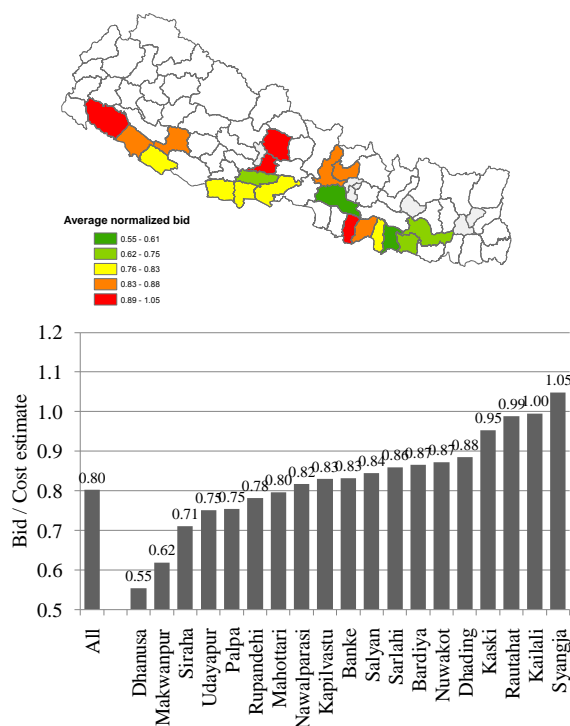 Average normalized bid
0.55 - 0.61
0.62 - 0.75
0.76 - 0.83
0.83 - 0.88
0.89 - 1.05
Bid / Cost estimate
1.2
1.1
1.0
0.9
0.8
0.7
0.6
0.5
0.80
0.55
0.62
0.71
0.75
0.75
0.78
0.80
0.82
0.83
0.83
0.84
0.86
0.87
0.87
0.88
0.95
0.99
1.00
1.05
All
Dhanusa
Makwanpur
Siraha
Udayapur
Palpa
Rupandehi
Mahottari
Nawalparasi
Kapilvastu
Banke
Salyan
Sarlahi
Bardiya
Nuwakot
Dhading
Kaski
Rautahat
Kailali
Syangja